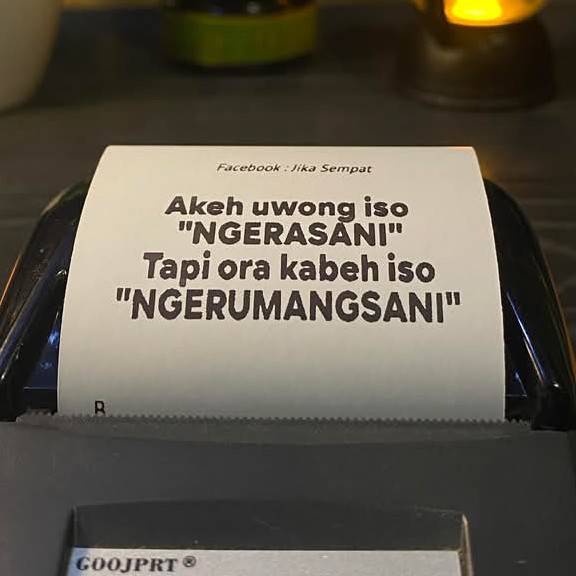 Facebook : Jika Sempat
Akeh uwong iso
"NGERASANI"
Tapi ora kabeh iso
"NGERUMANGSANI"
B
GOOJPRT®